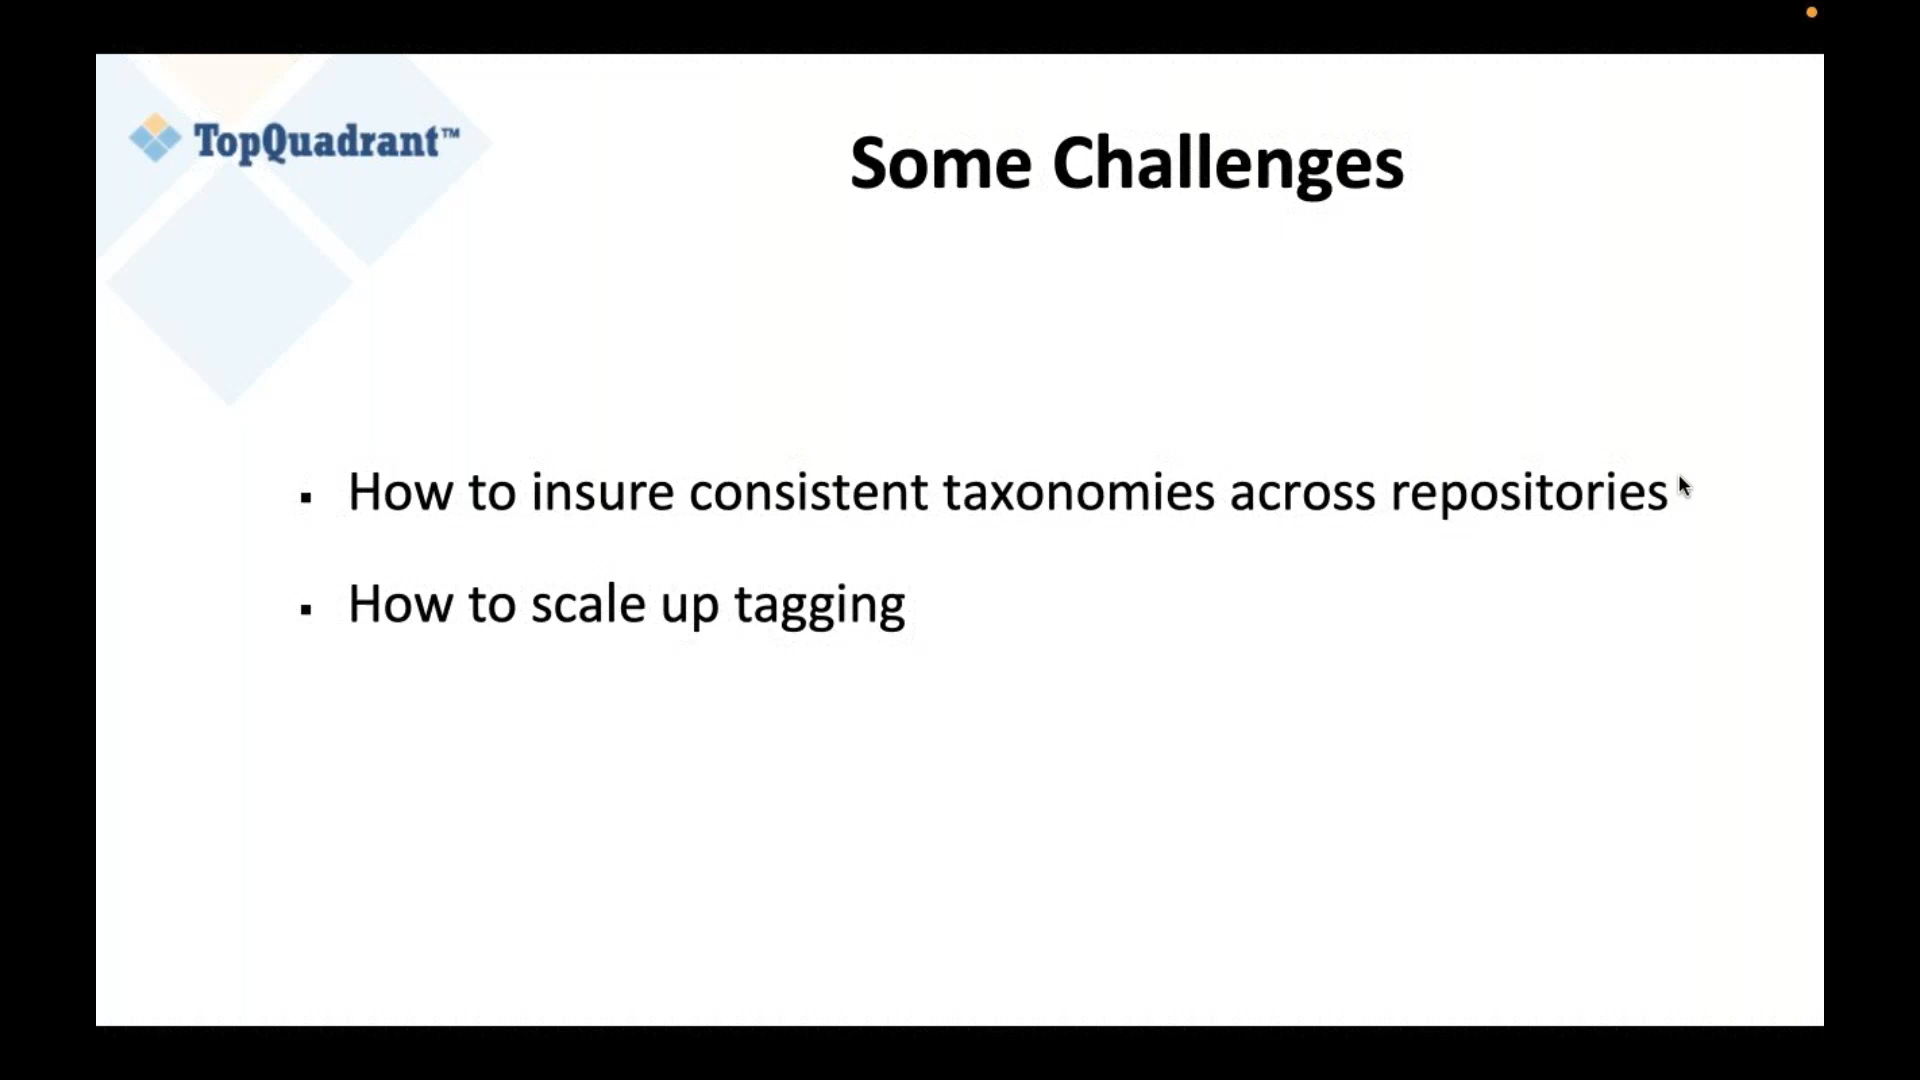 TopQuadrant™
Some Challenges
▪ How to insure consistent taxonomies across repositories
▪ How to scale up tagging